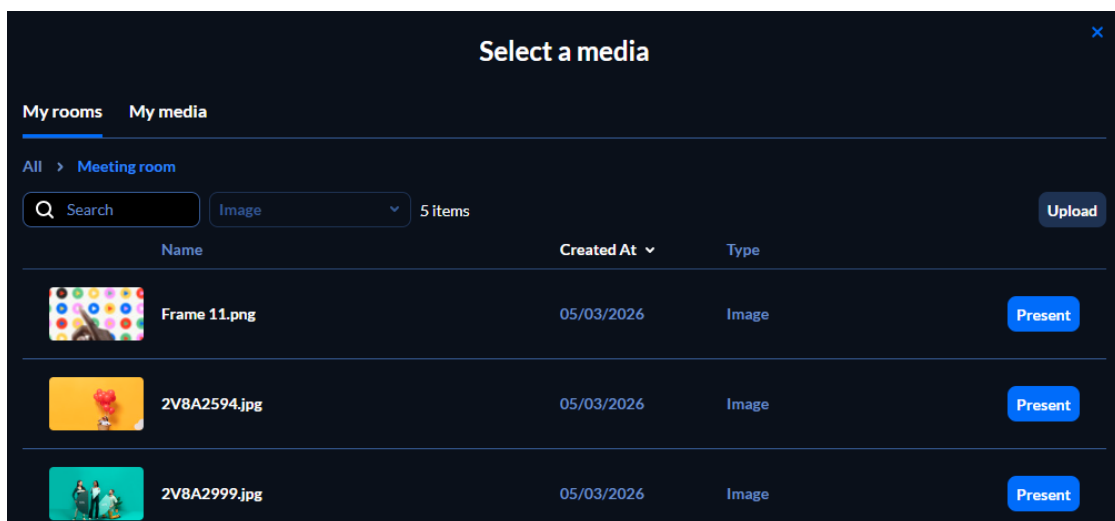 Select a media
My rooms My media
All > Meeting room
Search Image 5 items Upload
Name Created At Type
Frame 11.png 05/03/2026 Image Present
2V8A2594.jpg 05/03/2026 Image Present
2V8A2999.jpg 05/03/2026 Image Present